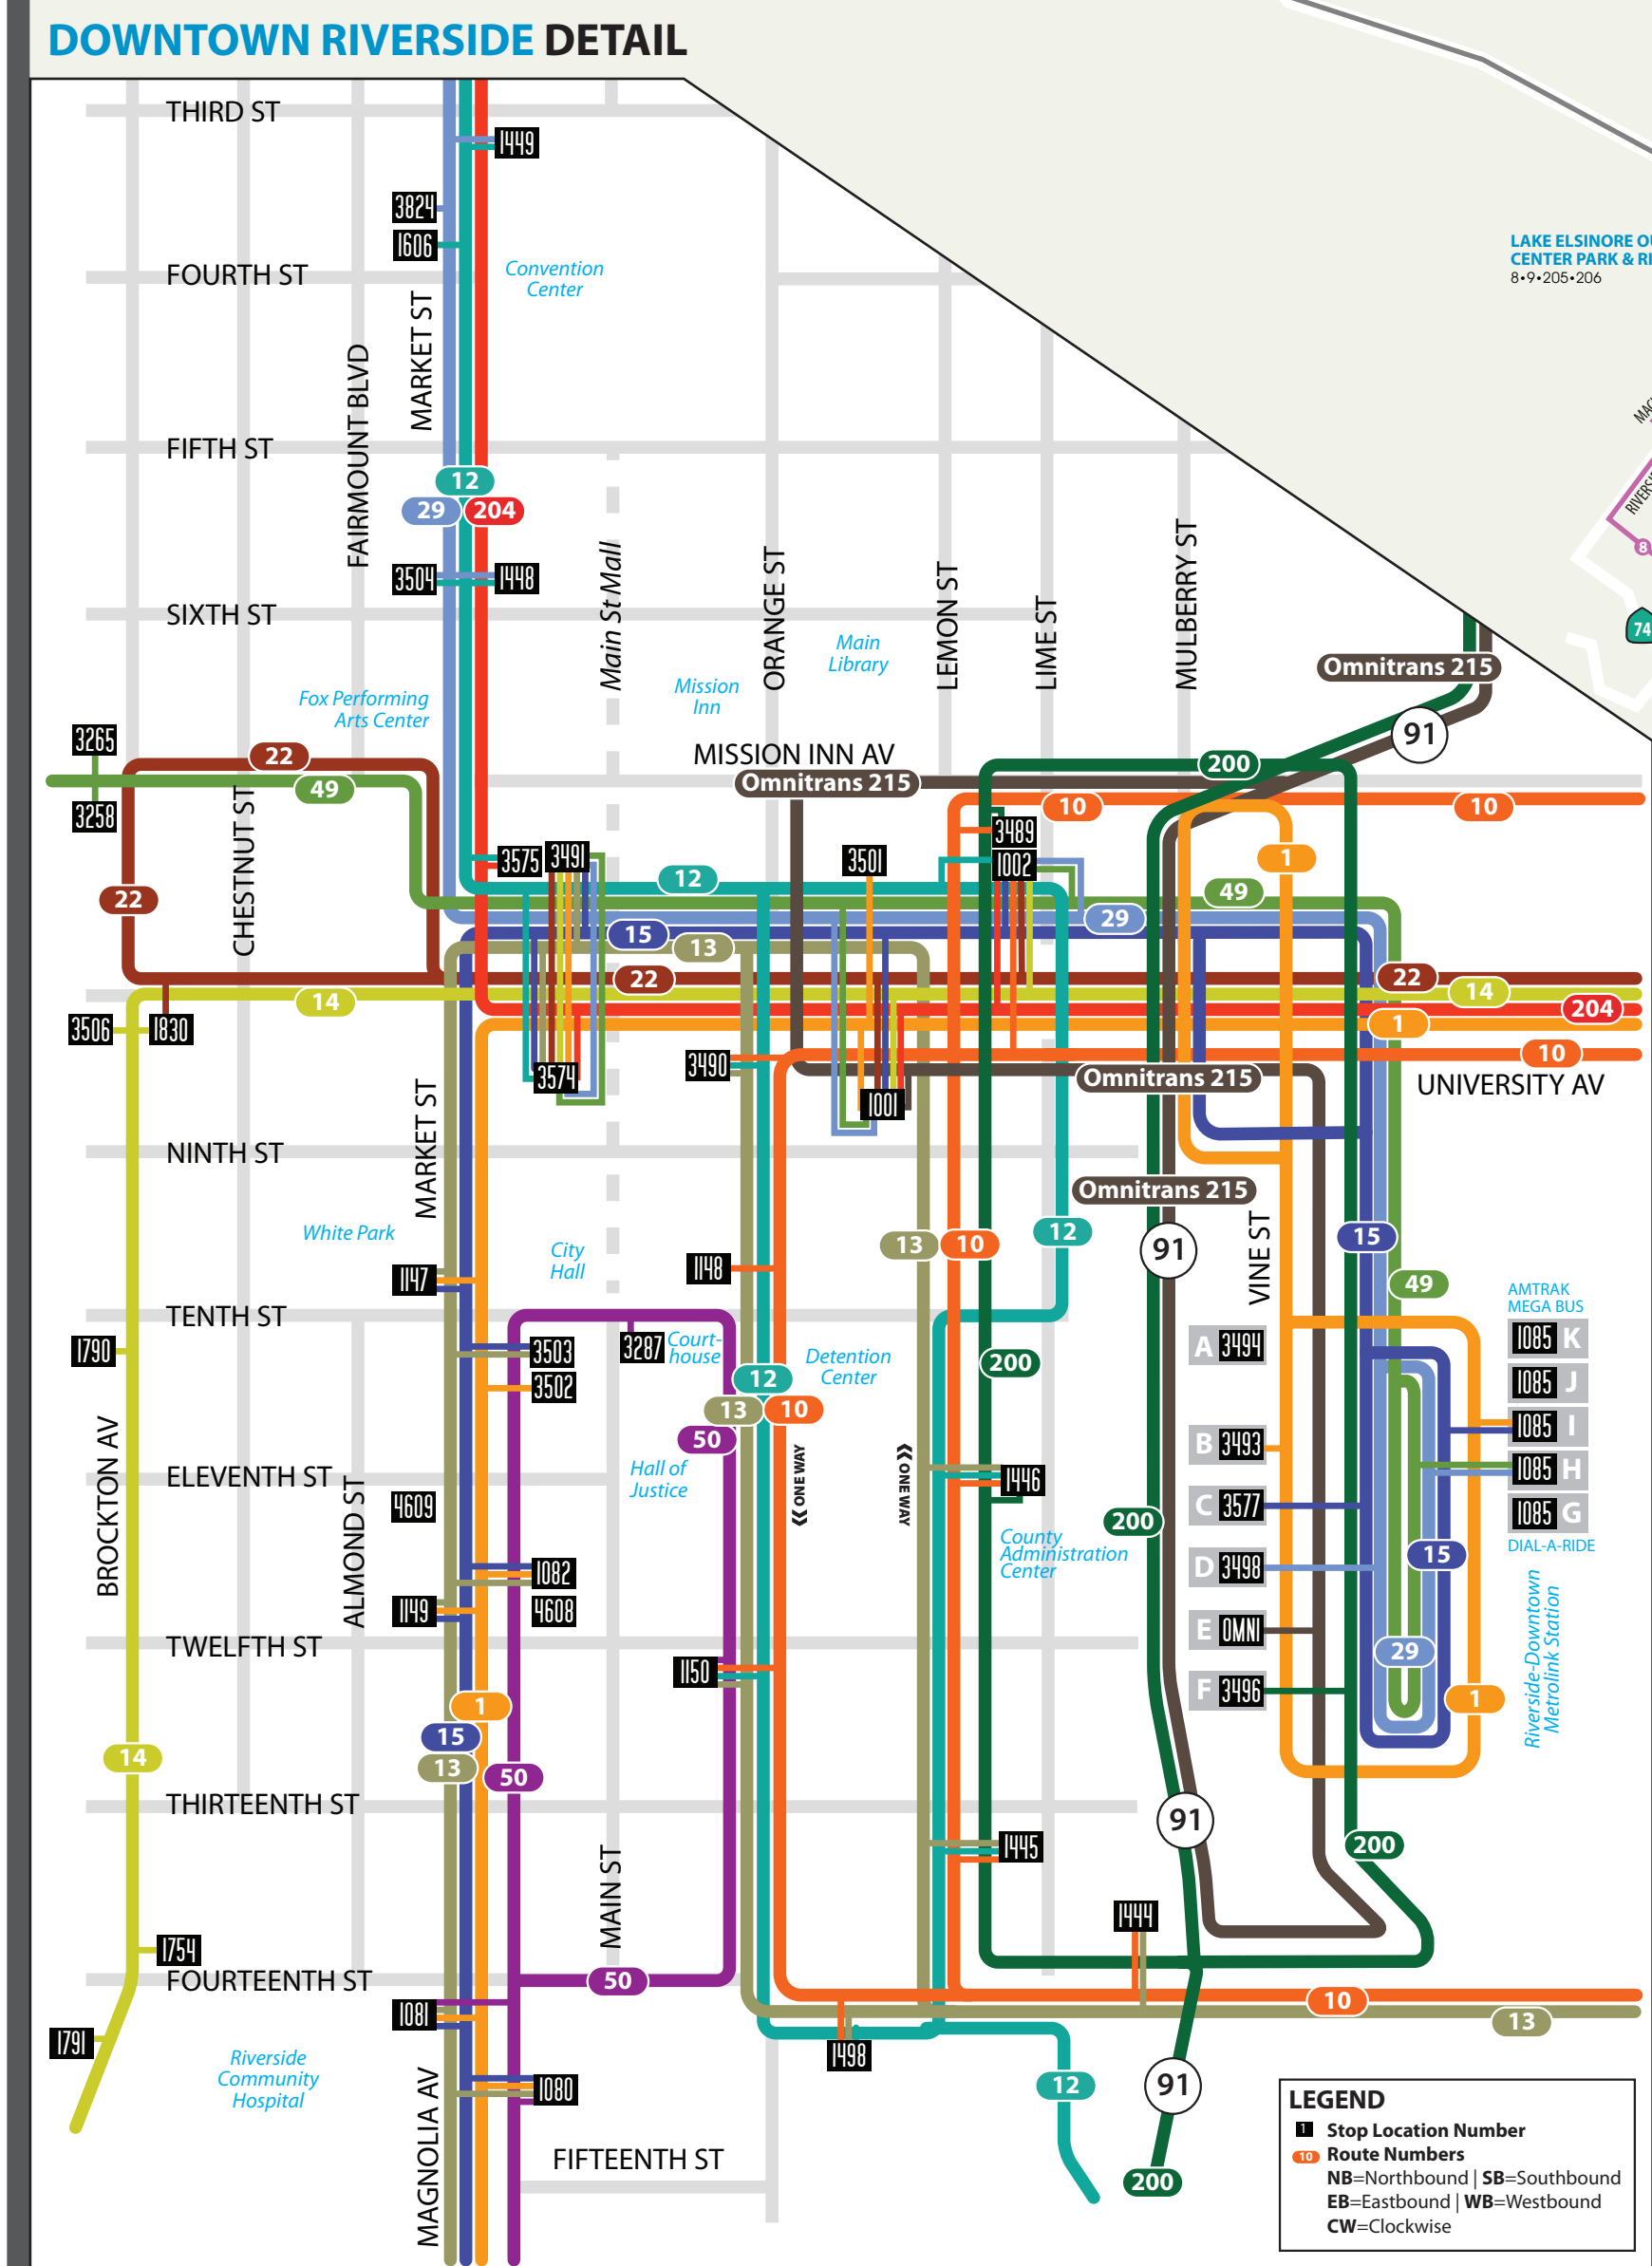 DOWNTOWN RIVERSIDE DETAIL
THIRD ST
1449
3824
1606
FOURTH ST
Convention
Center
MARKET ST
FAIRMOUNT BLVD
LAKE ELSINORE
CENTER PARK &
8•9•205•206
FIFTH ST
12
29
204
3504
1448
SIXTH ST
Main St Mall
ORANGE ST
Main
Library
LEMON ST
LIME ST
MULBERRY ST
8
74
Omnitrans 215
Mission
Inn
Fox Performing
Arts Center
91
3265
22
49
3258
MISSION INN AV
Omnitrans 215
200
10
10
CHESTNUT ST
22
3575
3491
3501
3489
1002
1
12
49
29
15
13
22
22
14
14
204
1
3506
1830
3490
3574
1001
10
Omnitrans 215
UNIVERSITY AV
MARKET ST
NINTH ST
Omnitrans 215
White Park
City
Hall
1147
1148
13
10
12
91
VINE ST
15
49
AMTRAK
MEGA BUS
TENTH ST
1790
3503
3502
3287
Court-
house
Detention
Center
200
12
13
10
50
A 3494
B 3493
C 3577
D 3498
E OMNI
F 3496
1085 K
1085 J
1085 I
1085 H
1085 G
DIAL-A-RIDE
BROCKTON AV
ELEVENTH ST
ALMOND ST
4609
Hall of
Justice
ONE WAY
ONE WAY
1446
County
Administration
Center
200
15
Riverside-Downtown
Metrolink Station
1082
1149
4608
TWELFTH ST
1150
29
1
1
15
13
50
14
THIRTEENTH ST
MAIN ST
1445
91
200
1754
1444
FOURTEENTH ST
50
1081
10
13
1791
1498
Riverside
Community
Hospital
MAGNOLIA AV
1080
12
91
FIFTEENTH ST
200
LEGEND
1 Stop Location Number
10 Route Numbers
NB=Northbound | SB=Southbound
EB=Eastbound | WB=Westbound
CW=Clockwise